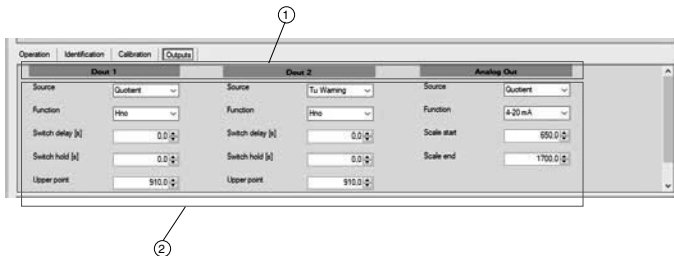 1
Operation Identification Calibration Outputs
Dout 1 Dout 2 Analog Out
Source Quotient Source Tu Warning Source Quotient
Function Hno Function Hno Function 4-20 mA
Switch delay [s] 0.0 Switch delay [s] 0.0 Scale start 650.0
Switch hold [s] 0.0 Switch hold [s] 0.0 Scale end 1700.0
Upper point 910.0 Upper point 910.0
2